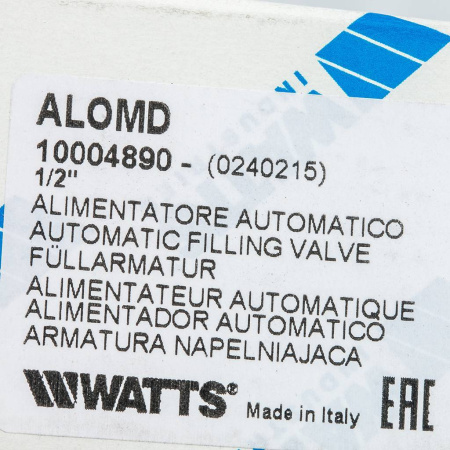 ALOMD
10004890 - (0240215)
1/2"
ALIMENTATORE AUTOMATICO
AUTOMATIC FILLING VALVE
FÜLLARMATUR
ALIMENTATEUR AUTOMATIQUE
ALIMENTADOR AUTOMATICO
ARMATURA NAPELNIAJACA
WATTS® Made in Italy EAC